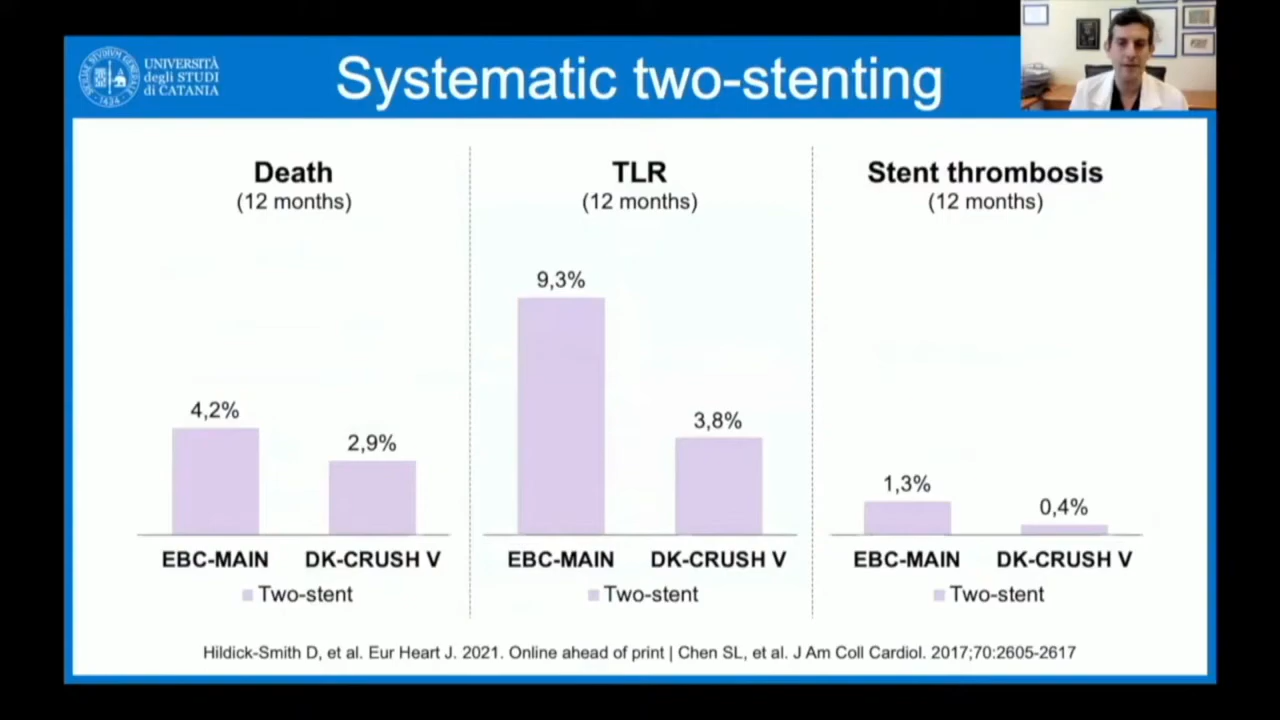 UNIVERSITÀ
degli STUDI
di CATANIA
Systematic two-stenting
Death
(12 months)
4,2%
2,9%
EBC-MAIN
DK-CRUSH V
Two-stent
TLR
(12 months)
9,3%
3,8%
EBC-MAIN
DK-CRUSH V
Two-stent
Stent thrombosis
(12 months)
1,3%
0,4%
EBC-MAIN
DK-CRUSH V
Two-stent
Hildick-Smith D, et al. Eur Heart J. 2021. Online ahead of print | Chen SL, et al. J Am Coll Cardiol. 2017;70:2605-2617